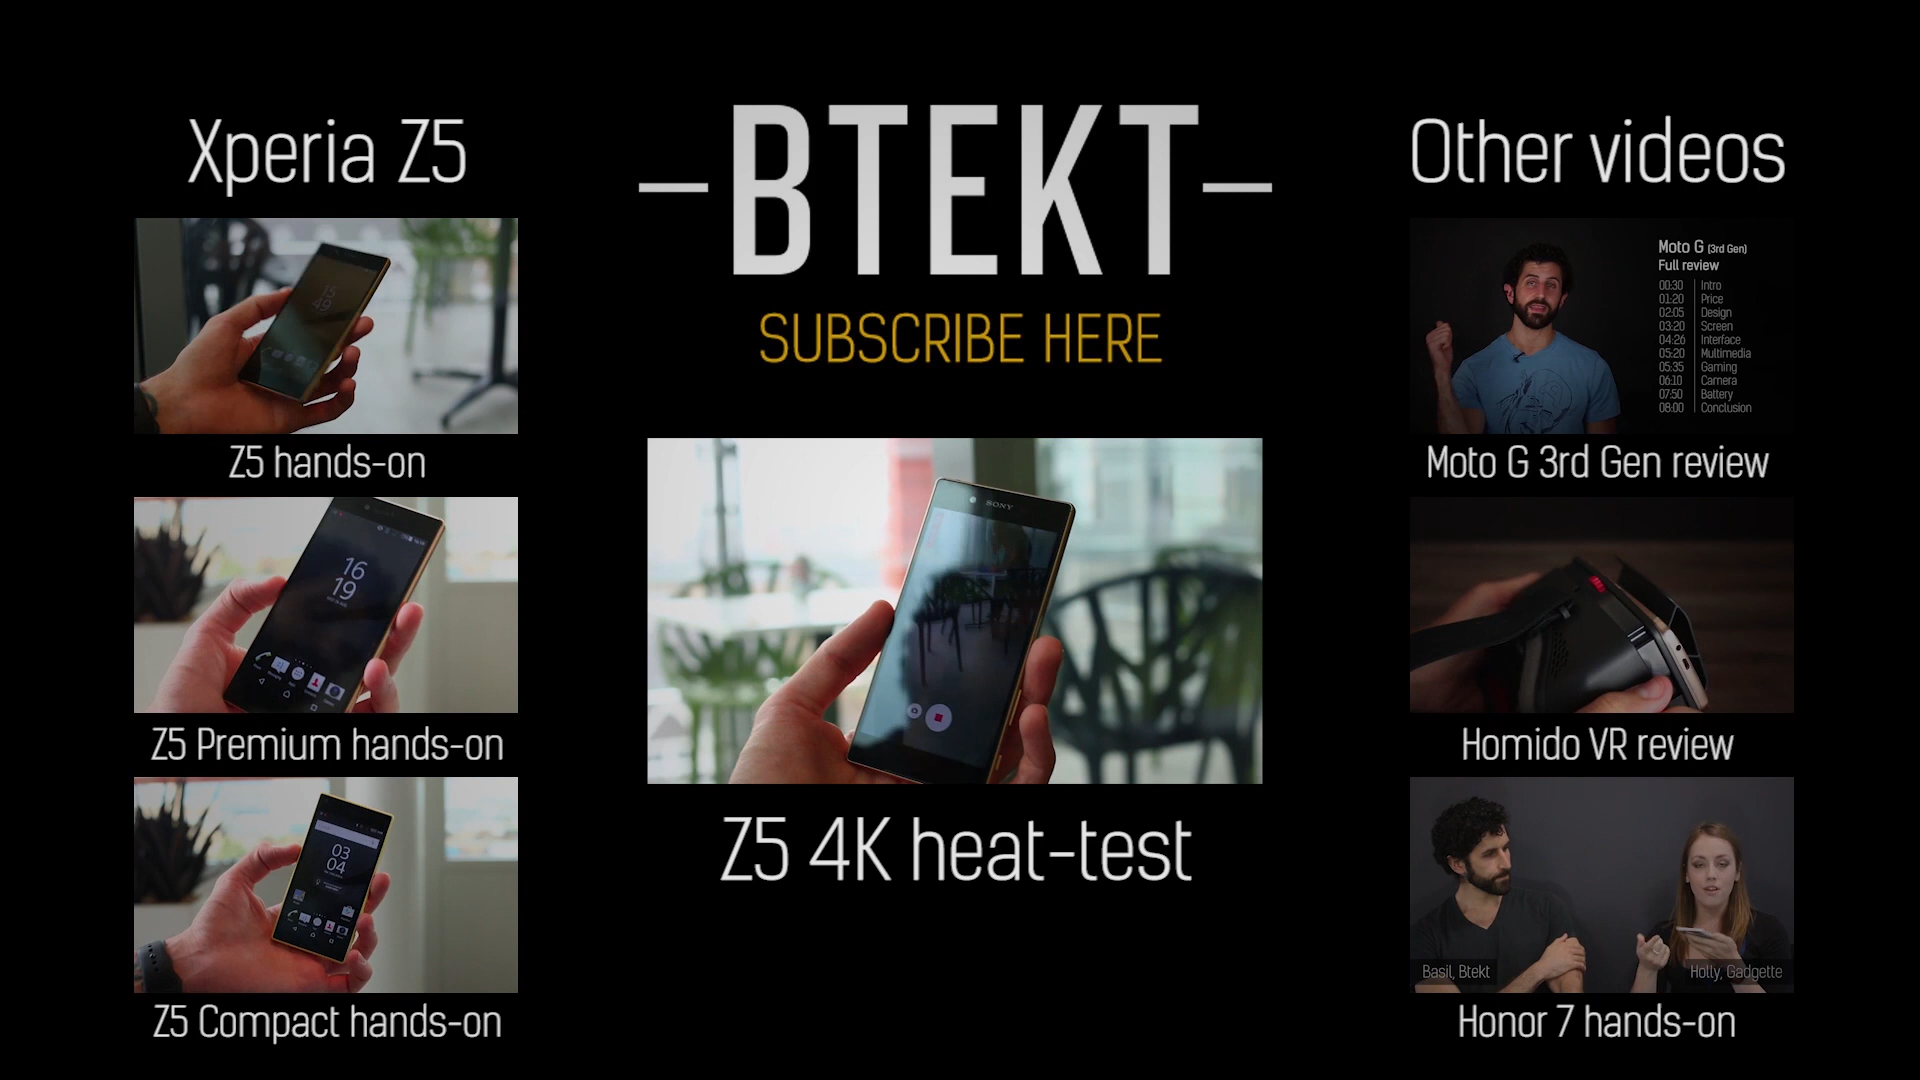 Xperia Z5
15
49
Z5 hands-on
16
19
Z5 Premium hands-on
03
04
Z5 Compact hands-on
BTEKT
SUBSCRIBE HERE
SONY
Z5 4K heat-test
Other videos
Moto G (3rd Gen)
Full review
00:30 Intro
01:20 Price
02:05 Design
03:20 Screen
04:26 Interface
05:20 Multimedia
05:35 Gaming
06:10 Camera
07:50 Battery
08:00 Conclusion
Moto G 3rd Gen review
Homido VR review
Basil, Btekt
Holly, Gadgette
Honor 7 hands-on